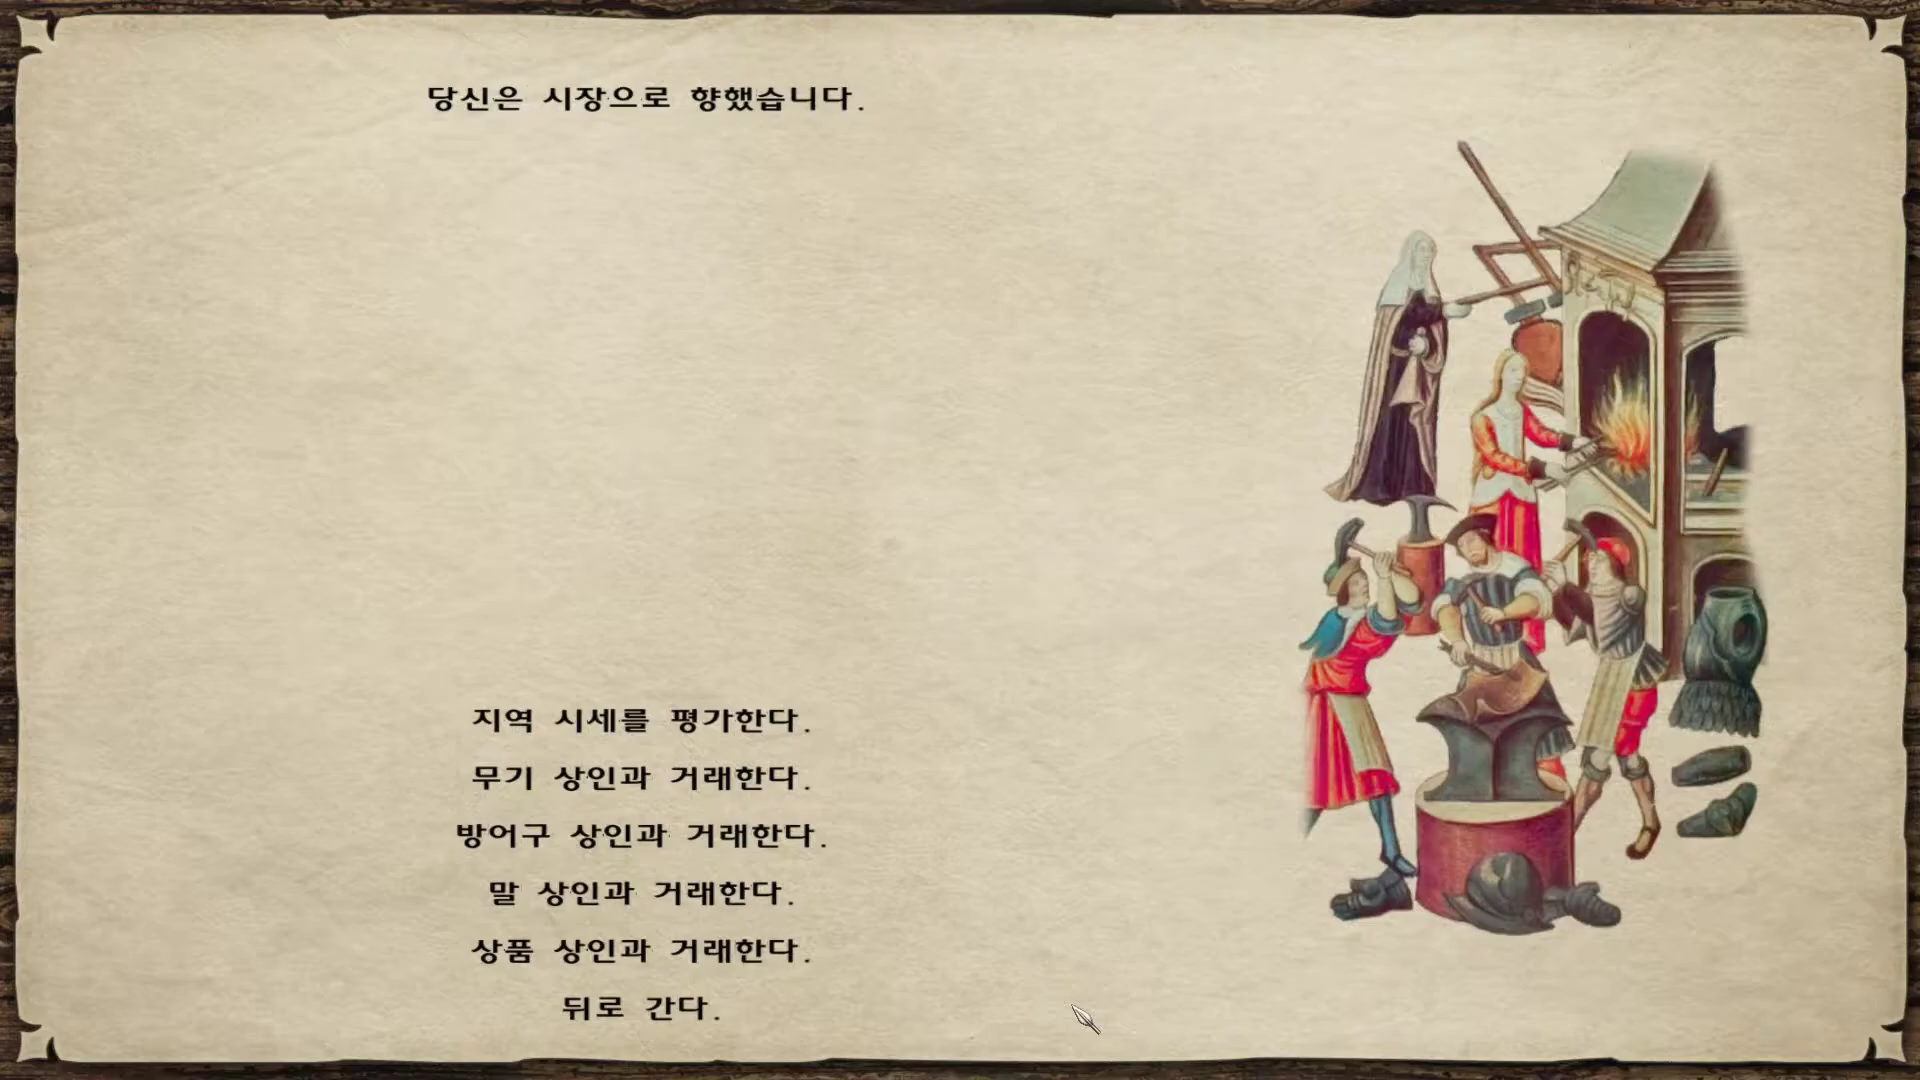 당신은 시장으로 향했습니다.
지역 시세를 평가한다.
무기 상인과 거래한다.
방어구 상인과 거래한다.
말 상인과 거래한다.
상품 상인과 거래한다.
뒤로 간다.